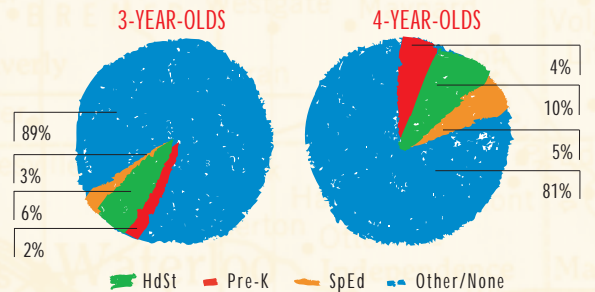 3-YEAR-OLDS
89%
3%
6%
2%
4-YEAR-OLDS
4%
10%
5%
81%
HdSt Pre-K SpEd Other/None